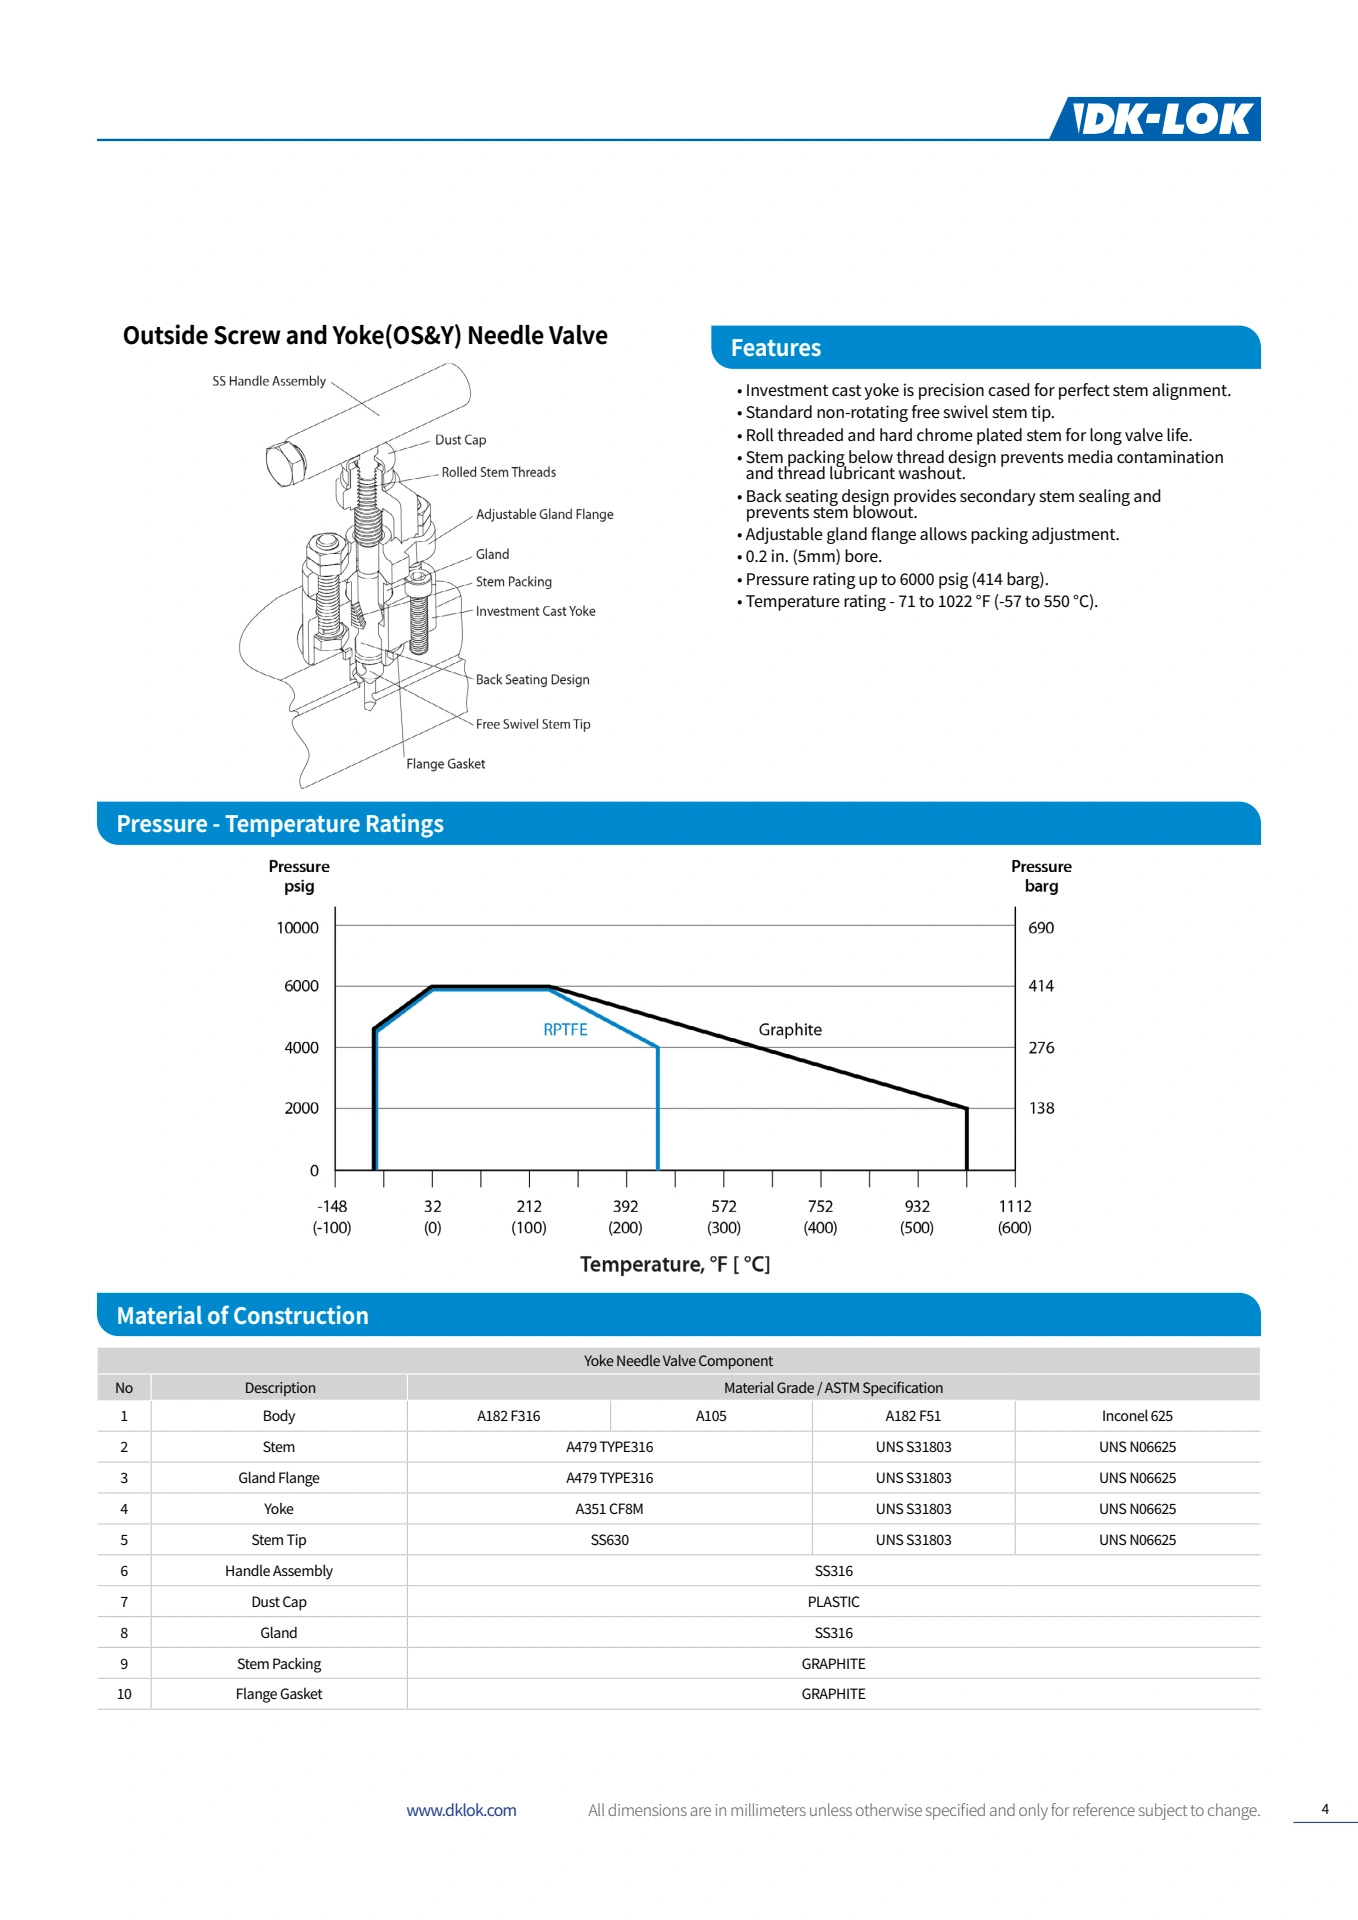 DK-LOK
Outside Screw and Yoke(OS&Y) Needle Valve
SS Handle Assembly
Dust Cap
Rolled Stem Threads
Adjustable Gland Flange
Gland
Stem Packing
Investment Cast Yoke
Back Seating Design
Free Swivel Stem Tip
Flange Gasket
Features
• Investment cast yoke is precision cased for perfect stem alignment.
• Standard non-rotating free swivel stem tip.
• Roll threaded and hard chrome plated stem for long valve life.
• Stem packing below thread design prevents media contamination
and thread lubricant washout.
• Back seating design provides secondary stem sealing and
prevents stem blowout.
• Adjustable gland flange allows packing adjustment.
• 0.2 in. (5mm) bore.
• Pressure rating up to 6000 psig (414 barg).
• Temperature rating - 71 to 1022 °F (-57 to 550 °C).
Pressure - Temperature Ratings
Pressure
psig
Pressure
barg
10000 690
6000 414
RPTFE Graphite
4000 276
2000 138
0
-148 32 212 392 572 752 932 1112
(-100) (0) (100) (200) (300) (400) (500) (600)
Temperature, °F [ °C]
Material of Construction
Yoke Needle Valve Component
No Description Material Grade / ASTM Specification
1 Body A182 F316 A105 A182 F51 Inconel 625
2 Stem A479 TYPE316 UNS S31803 UNS N06625
3 Gland Flange A479 TYPE316 UNS S31803 UNS N06625
4 Yoke A351 CF8M UNS S31803 UNS N06625
5 Stem Tip SS630 UNS S31803 UNS N06625
6 Handle Assembly SS316
7 Dust Cap PLASTIC
8 Gland SS316
9 Stem Packing GRAPHITE
10 Flange Gasket GRAPHITE
www.dklok.com All dimensions are in millimeters unless otherwise specified and only for reference subject to change. 4